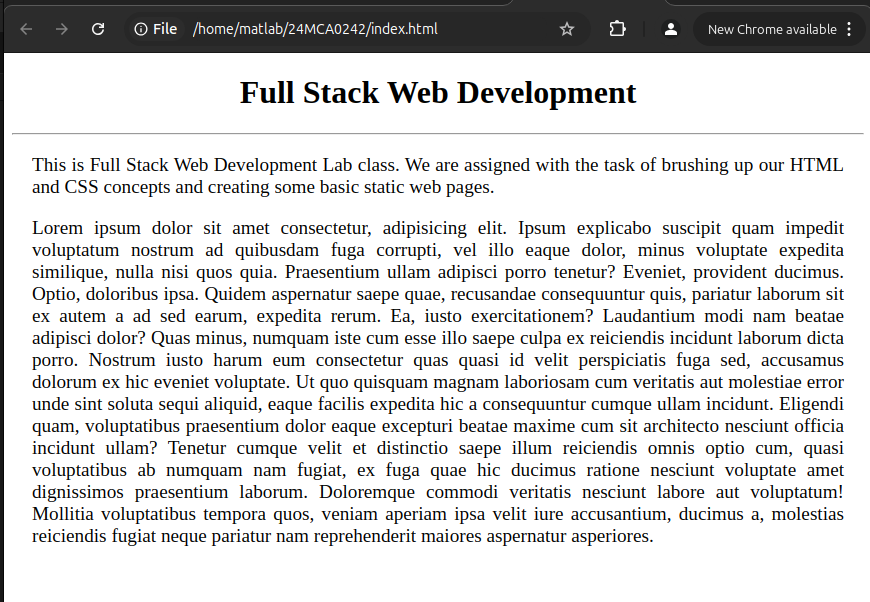 File
/home/matlab/24MCA0242/index.html
New Chrome available
Full Stack Web Development
This is Full Stack Web Development Lab class. We are assigned with the task of brushing up our HTML
and CSS concepts and creating some basic static web pages.
Lorem ipsum dolor sit amet consectetur, adipisicing elit. Ipsum explicabo suscipit quam impedit
voluptatum nostrum ad quibusdam fuga corrupti, vel illo eaque dolor, minus voluptate expedita
similique, nulla nisi quos quia. Praesentium ullam adipisci porro tenetur? Eveniet, provident ducimus.
Optio, doloribus ipsa. Quidem aspernatur saepe quae, recusandae consequuntur quis, pariatur laborum sit
ex autem a ad sed earum, expedita rerum. Ea, iusto exercitationem? Laudantium modi nam beatae
adipisci dolor? Quas minus, numquam iste cum esse illo saepe culpa ex reiciendis incidunt laborum dicta
porro. Nostrum iusto harum eum consectetur quas quasi id velit perspiciatis fuga sed, accusamus
dolorum ex hic eveniet voluptate. Ut quo quisquam magnam laboriosam cum veritatis aut molestiae error
unde sint soluta sequi aliquid, eaque facilis expedita hic a consequuntur cumque ullam incidunt. Eligendi
quam, voluptatibus praesentium dolor eaque excepturi beatae maxime cum sit architecto nesciunt officia
incidunt ullam? Tenetur cumque velit et distinctio saepe illum reiciendis omnis optio cum, quasi
voluptatibus ab numquam nam fugiat, ex fuga quae hic ducimus ratione nesciunt voluptate amet
dignissimos praesentium laborum. Doloremque commodi veritatis nesciunt labore aut voluptatum!
Mollitia voluptatibus tempora quos, veniam aperiam ipsa velit iure accusantium, ducimus a, molestias
reiciendis fugiat neque pariatur nam reprehenderit maiores aspernatur asperiores.